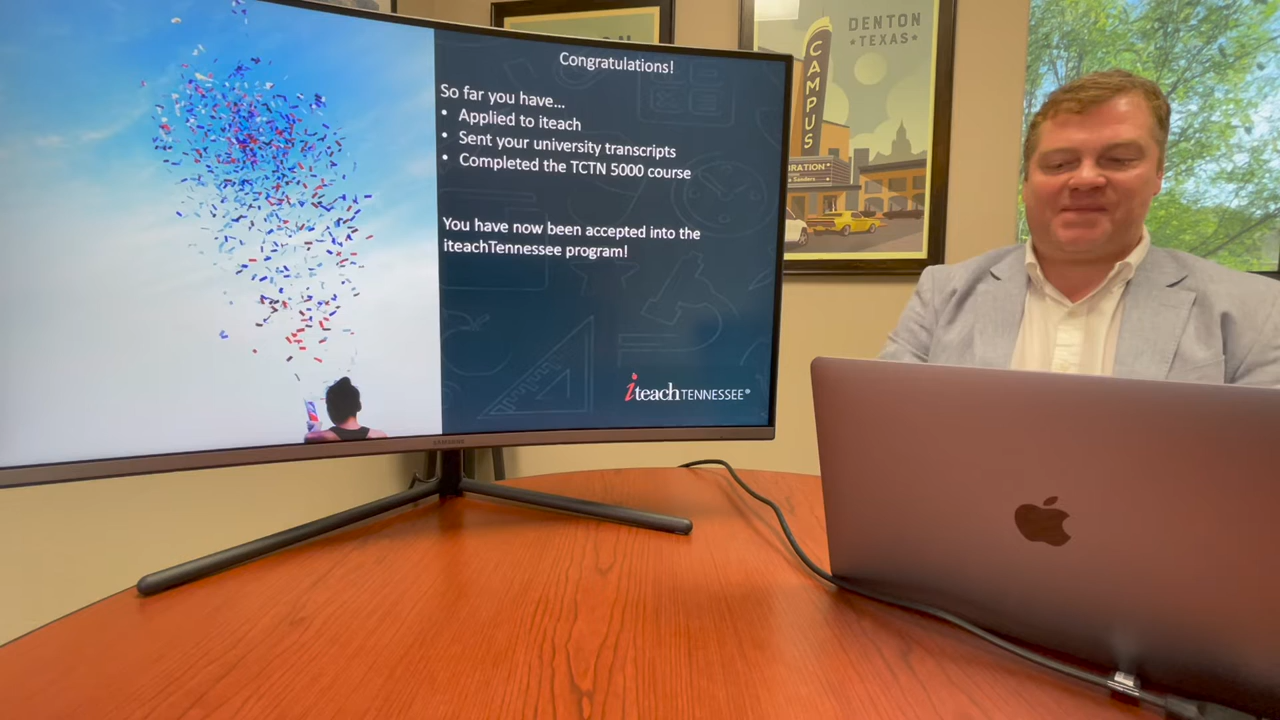 Congratulations!
So far you have...
• Applied to iteach
• Sent your university transcripts
• Completed the TCTN 5000 course
You have now been accepted into the
iteachTennessee program!
iteachTENNESSEE®
SAMSUNG
DENTON
*TEXAS*
CAMPUS